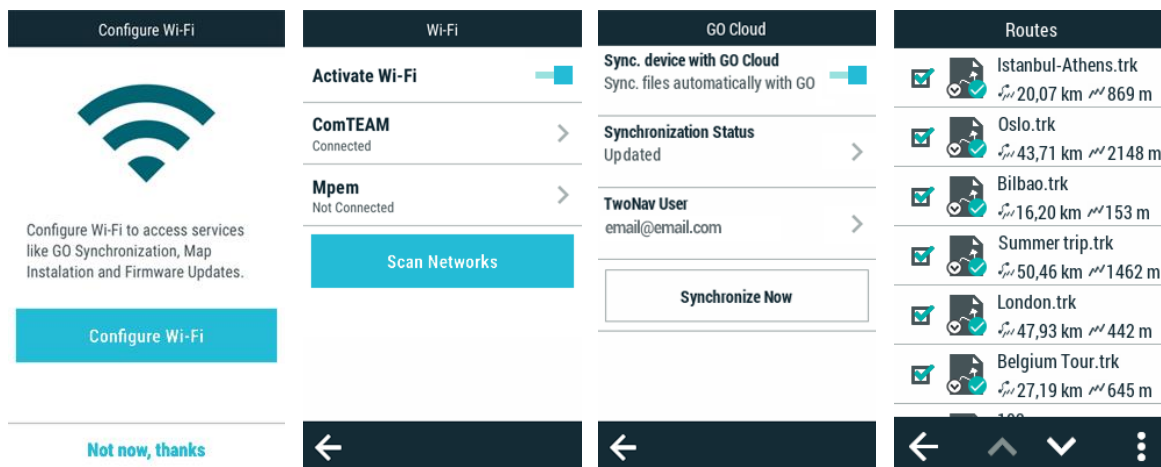 Configure Wi-Fi
Configure Wi-Fi to access services
like GO Synchronization, Map
Instalation and Firmware Updates.
Configure Wi-Fi
Not now, thanks
Wi-Fi
Activate Wi-Fi
ComTEAM
Connected
Mpem
Not Connected
Scan Networks
GO Cloud
Sync. device with GO Cloud
Sync. files automatically with GO
Synchronization Status
Updated
TwoNav User
email@email.com
Synchronize Now
Routes
Istanbul-Athens.trk
20,07 km 869 m
Oslo.trk
43,71 km 2148 m
Bilbao.trk
16,20 km 153 m
Summer trip.trk
50,46 km 1462 m
London.trk
47,93 km 442 m
Belgium Tour.trk
27,19 km 645 m